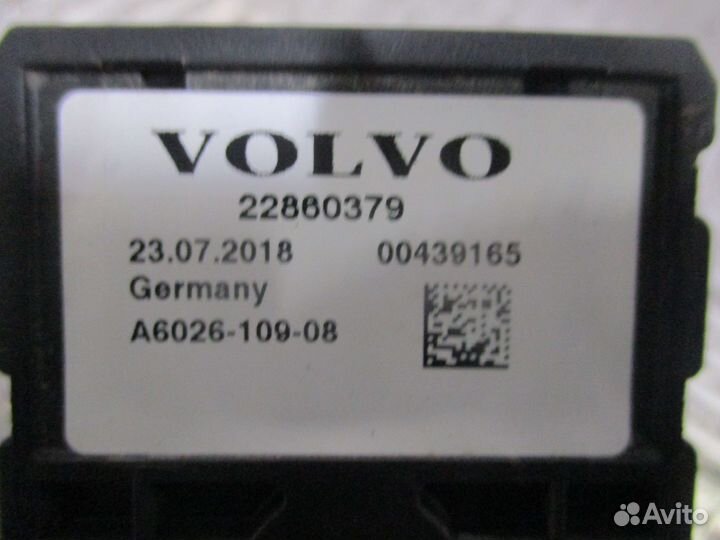 VOLVO
22860379
23.07.2018 00439165
Germany
A6026-109-08
Avito